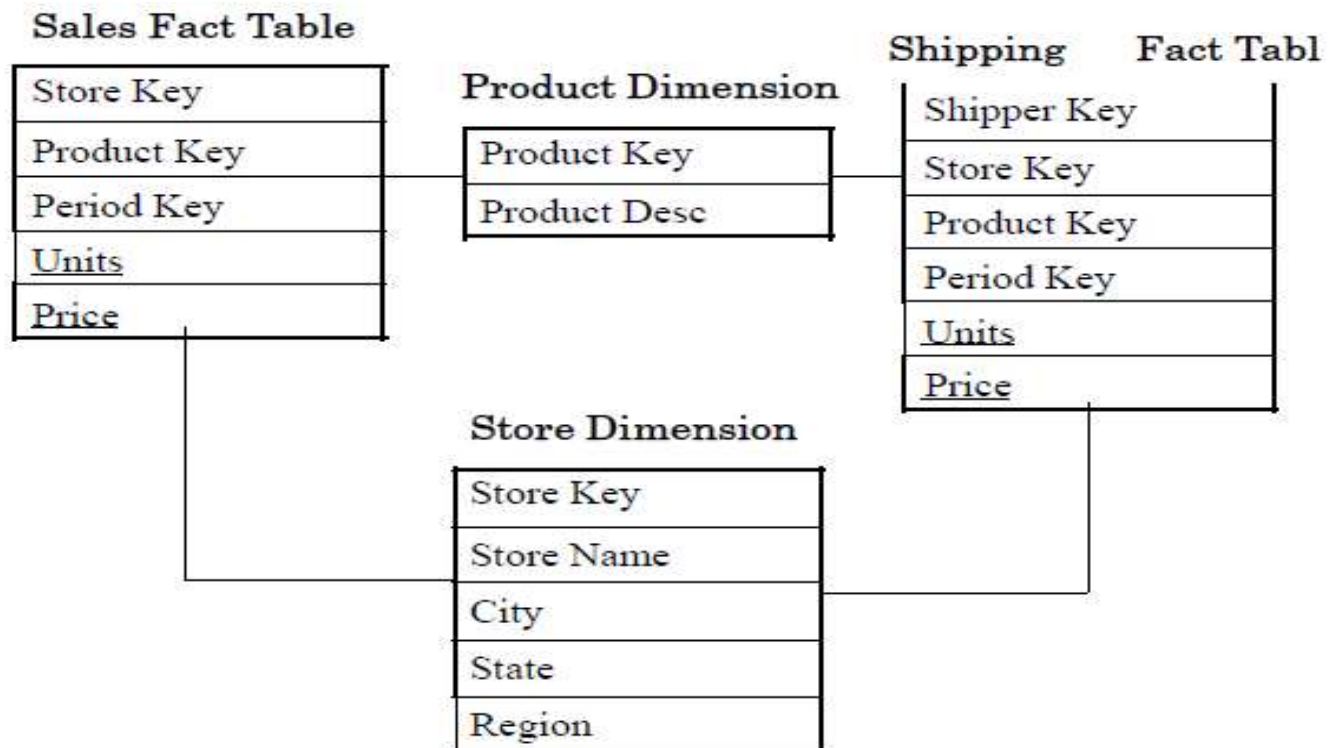 Sales Fact Table
Store Key
Product Key
Period Key
Units
Price
Product Dimension
Product Key
Product Desc
Shipping Fact Tabl
Shipper Key
Store Key
Product Key
Period Key
Units
Price
Store Dimension
Store Key
Store Name
City
State
Region